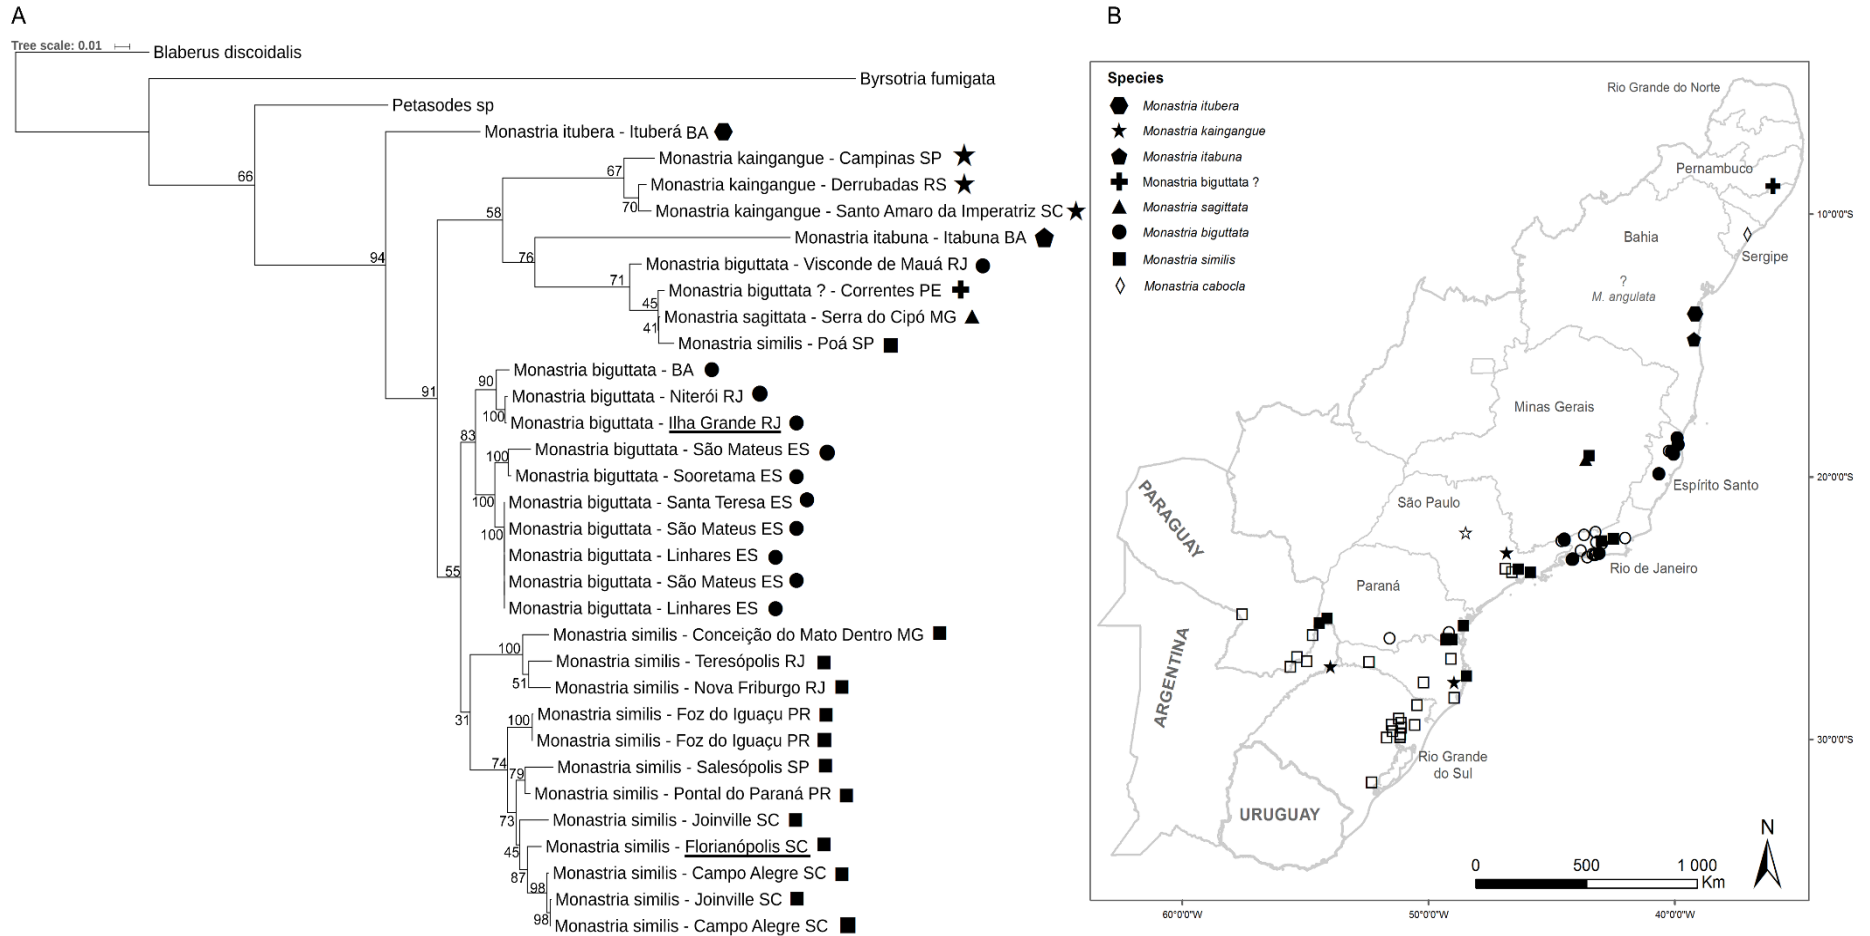 A
Tree scale: 0.01
Blaberus discoidalis
Byrsotria fumigata
Petasodes sp
Monastria itubera - Ituberá BA
Monastria kaingangue - Campinas SP
Monastria kaingangue - Derrubadas RS
Monastria kaingangue - Santo Amaro da Imperatriz SC
Monastria itabuna - Itabuna BA
Monastria biguttata - Visconde de Mauá RJ
Monastria biguttata ? - Correntes PE
Monastria sagittata - Serra do Cipó MG
Monastria similis - Poá SP
Monastria biguttata - BA
Monastria biguttata - Niterói RJ
Monastria biguttata - Ilha Grande RJ
Monastria biguttata - São Mateus ES
Monastria biguttata - Sooretama ES
Monastria biguttata - Santa Teresa ES
Monastria biguttata - São Mateus ES
Monastria biguttata - Linhares ES
Monastria biguttata - São Mateus ES
Monastria biguttata - Linhares ES
Monastria similis - Conceição do Mato Dentro MG
Monastria similis - Teresópolis RJ
Monastria similis - Nova Friburgo RJ
Monastria similis - Foz do Iguaçu PR
Monastria similis - Foz do Iguaçu PR
Monastria similis - Salesópolis SP
Monastria similis - Pontal do Paraná PR
Monastria similis - Joinville SC
Monastria similis - Florianópolis SC
Monastria similis - Campo Alegre SC
Monastria similis - Joinville SC
Monastria similis - Campo Alegre SC
66
94
67
58
70
76
71
45
41
91
90
100
83
100
100
100
55
100
51
31
100
74
79
73
45
87
98
98
B
Species
Monastria itubera
Monastria kaingangue
Monastria itabuna
Monastria biguttata ?
Monastria sagittata
Monastria biguttata
Monastria similis
Monastria cabocla
Rio Grande do Norte
Pernambuco
Bahia
Sergipe
?
M. angulata
Minas Gerais
Espírito Santo
São Paulo
Rio de Janeiro
PARAGUAY
Paraná
ARGENTINA
Rio Grande
do Sul
URUGUAY
N
0 500 1 000
Km
10°0'0"S
20°0'0"S
30°0'0"S
60°0'0"W 50°0'0"W 40°0'0"W